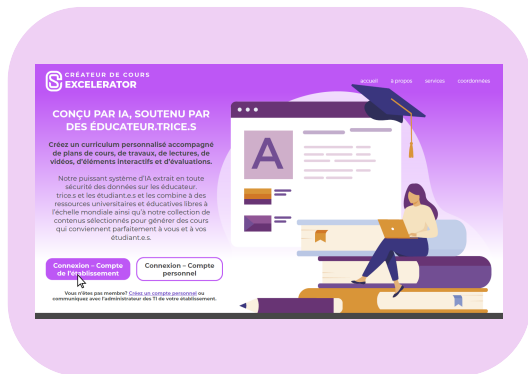 CRÉATEUR DE COURS
EXCELERATOR
accueil à propos services coordonnées
CONÇU PAR IA, SOUTENU PAR
DES ÉDUCATEUR.TRICE.S
Créez un curriculum personnalisé accompagné
de plans de cours, de travaux, de lectures, de
vidéos, d'éléments interactifs et d'évaluations.
Notre puissant système d'IA extrait en toute
sécurité des données sur les éducateur.
trice.s et les étudiant.e.s et les combine à des
ressources universitaires et éducatives libres à
l'échelle mondiale ainsi qu'à notre collection de
contenus sélectionnés pour générer des cours
qui conviennent parfaitement à vous et à vos
étudiant.e.s.
Connexion – Compte
de l'établissement
Connexion – Compte
personnel
Vous n'êtes pas membre? Créez un compte personnel ou
communiquez avec l'administrateur des TI de votre établissement.
A